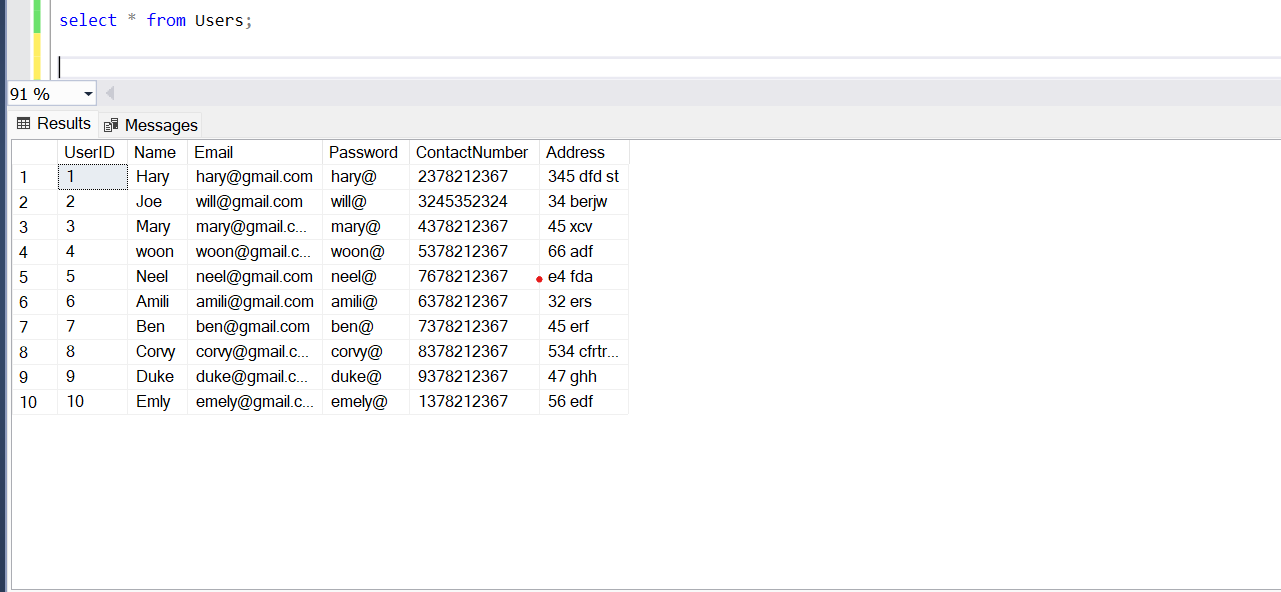 select * from Users;
91 %
Results Messages
UserID Name Email Password ContactNumber Address
1 1 Hary hary@gmail.com hary@ 2378212367 345 dfd st
2 2 Joe will@gmail.com will@ 3245352324 34 berjw
3 3 Mary mary@gmail.c... mary@ 4378212367 45 xcv
4 4 woon woon@gmail.c... woon@ 5378212367 66 adf
5 5 Neel neel@gmail.com neel@ 7678212367 e4 fda
6 6 Amili amili@gmail.com amili@ 6378212367 32 ers
7 7 Ben ben@gmail.com ben@ 7378212367 45 erf
8 8 Corvy corvy@gmail.c... corvy@ 8378212367 534 cfrtr...
9 9 Duke duke@gmail.c... duke@ 9378212367 47 ghh
10 10 Emly emely@gmail.c... emely@ 1378212367 56 edf